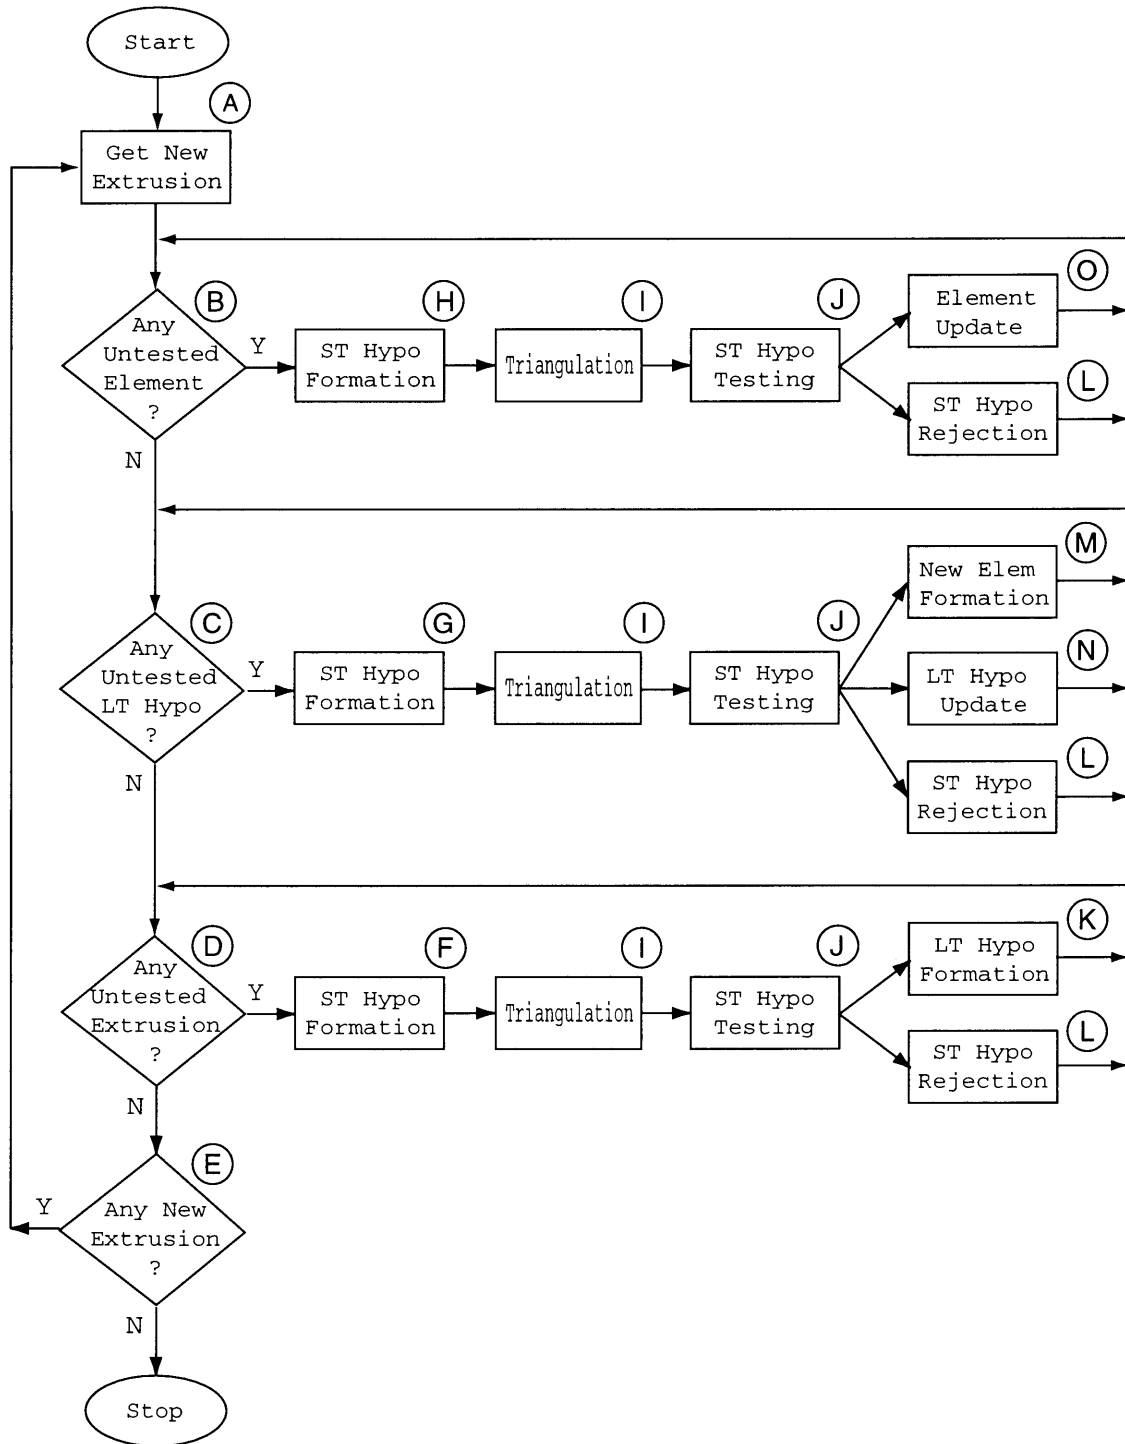 Start
A
Get New
Extrusion
B
Any
Untested
Element
?
Y
N
H
ST Hypo
Formation
I
Triangulation
J
ST Hypo
Testing
O
Element
Update
L
ST Hypo
Rejection
C
Any
Untested
LT Hypo
?
Y
N
G
ST Hypo
Formation
I
Triangulation
J
ST Hypo
Testing
M
New Elem
Formation
N
LT Hypo
Update
L
ST Hypo
Rejection
D
Any
Untested
Extrusion
?
Y
N
F
ST Hypo
Formation
I
Triangulation
J
ST Hypo
Testing
K
LT Hypo
Formation
L
ST Hypo
Rejection
E
Any New
Extrusion
?
Y
N
Stop